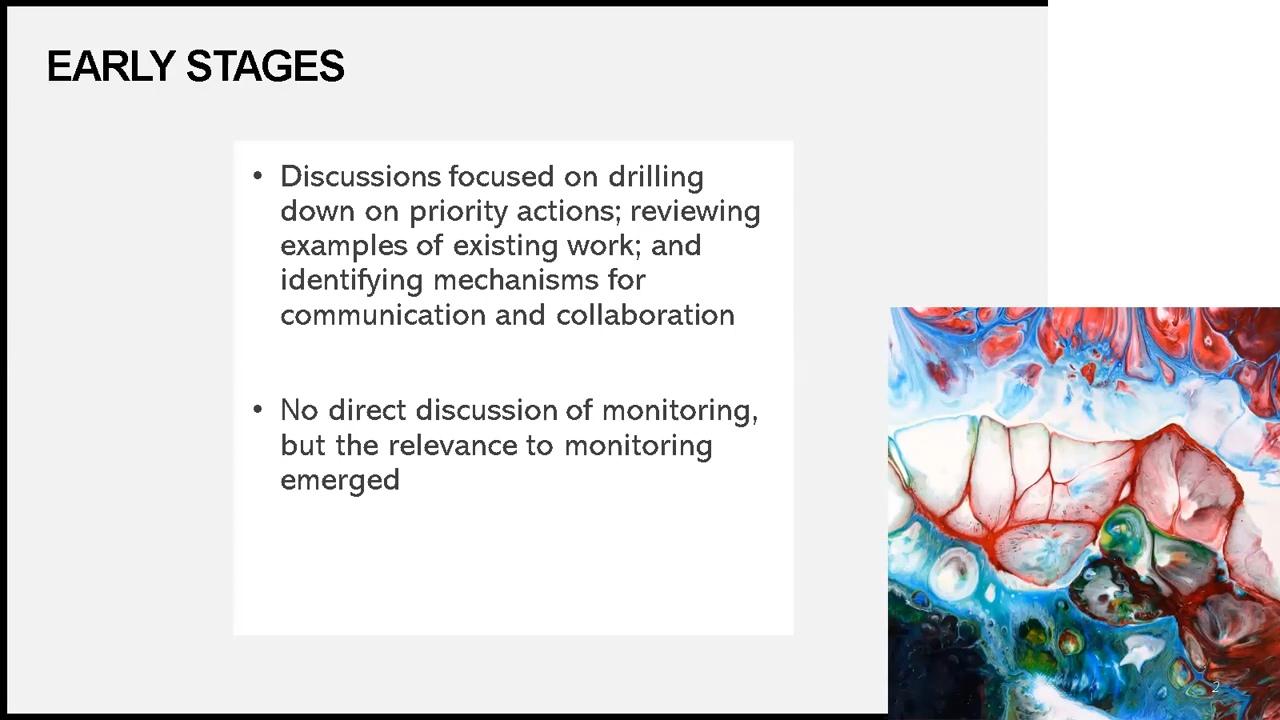 EARLY STAGES
• Discussions focused on drilling
down on priority actions; reviewing
examples of existing work; and
identifying mechanisms for
communication and collaboration
• No direct discussion of monitoring,
but the relevance to monitoring
emerged
2